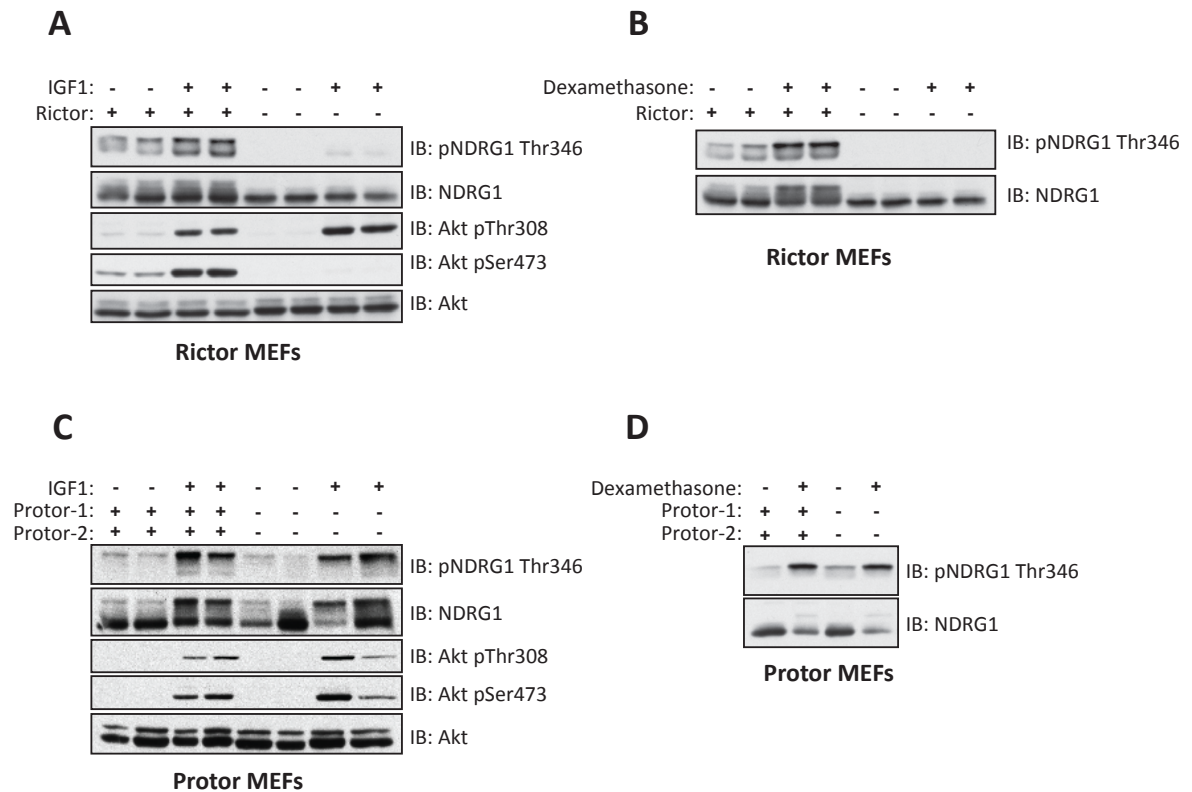 A
IGF1: - - + + - - + +
Rictor: + + + + - - - -
IB: pNDRG1 Thr346
IB: NDRG1
IB: Akt pThr308
IB: Akt pSer473
IB: Akt
Rictor MEFs
B
Dexamethasone: - - + + - - + +
Rictor: + + + + - - - -
IB: pNDRG1 Thr346
IB: NDRG1
Rictor MEFs
C
IGF1: - - + + - - + +
Protor-1: + + + + - - - -
Protor-2: + + + + - - - -
IB: pNDRG1 Thr346
IB: NDRG1
IB: Akt pThr308
IB: Akt pSer473
IB: Akt
Protor MEFs
D
Dexamethasone: - + - +
Protor-1: + + - -
Protor-2: + + - -
IB: pNDRG1 Thr346
IB: NDRG1
Protor MEFs